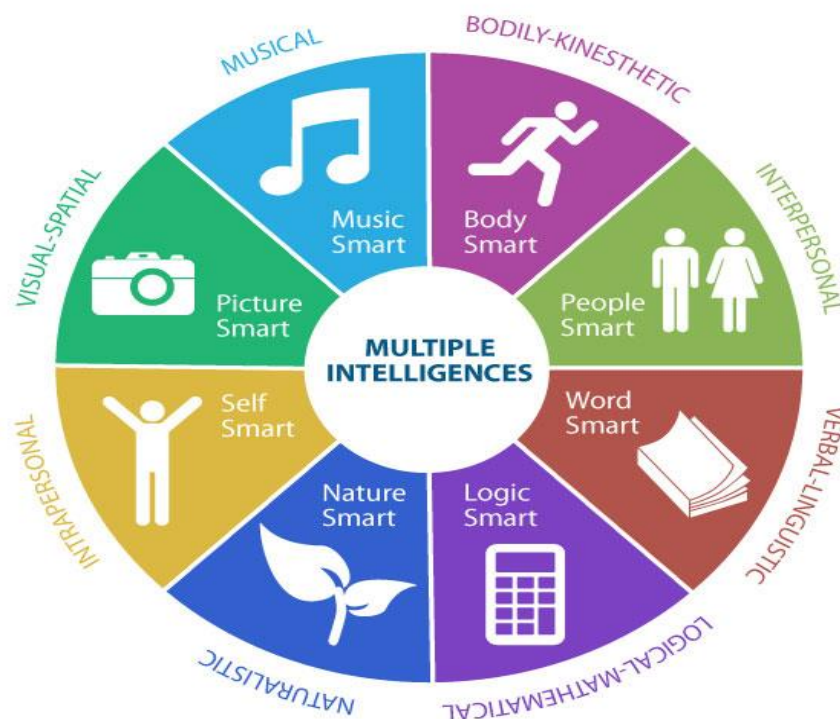 MUSICAL
BODILY-KINESTHETIC
VISUAL-SPATIAL
INTERPERSONAL
Music
Smart
Body
Smart
Picture
Smart
People
Smart
MULTIPLE
INTELLIGENCES
Self
Smart
Word
Smart
Nature
Smart
Logic
Smart
INTRAPERSONAL
VERBAL-LINGUISTIC
NATURALISTIC
LOGICAL-MATHEMATICAL